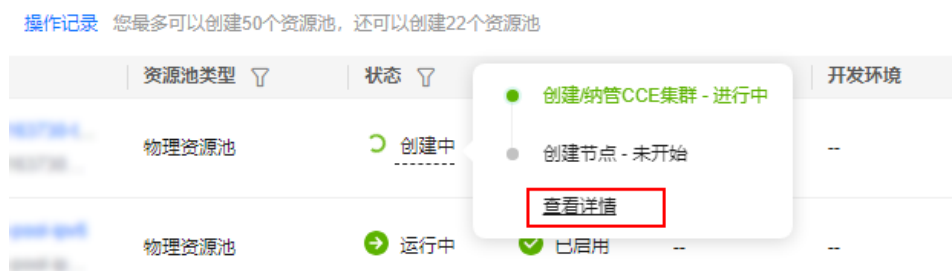 操作记录 您最多可以创建50个资源池，还可以创建22个资源池
资源池类型 状态 开发环境
创建/纳管CCE集群 - 进行中
物理资源池 创建中 --
创建节点 - 未开始
查看详情
物理资源池 运行中 已启用 -- --